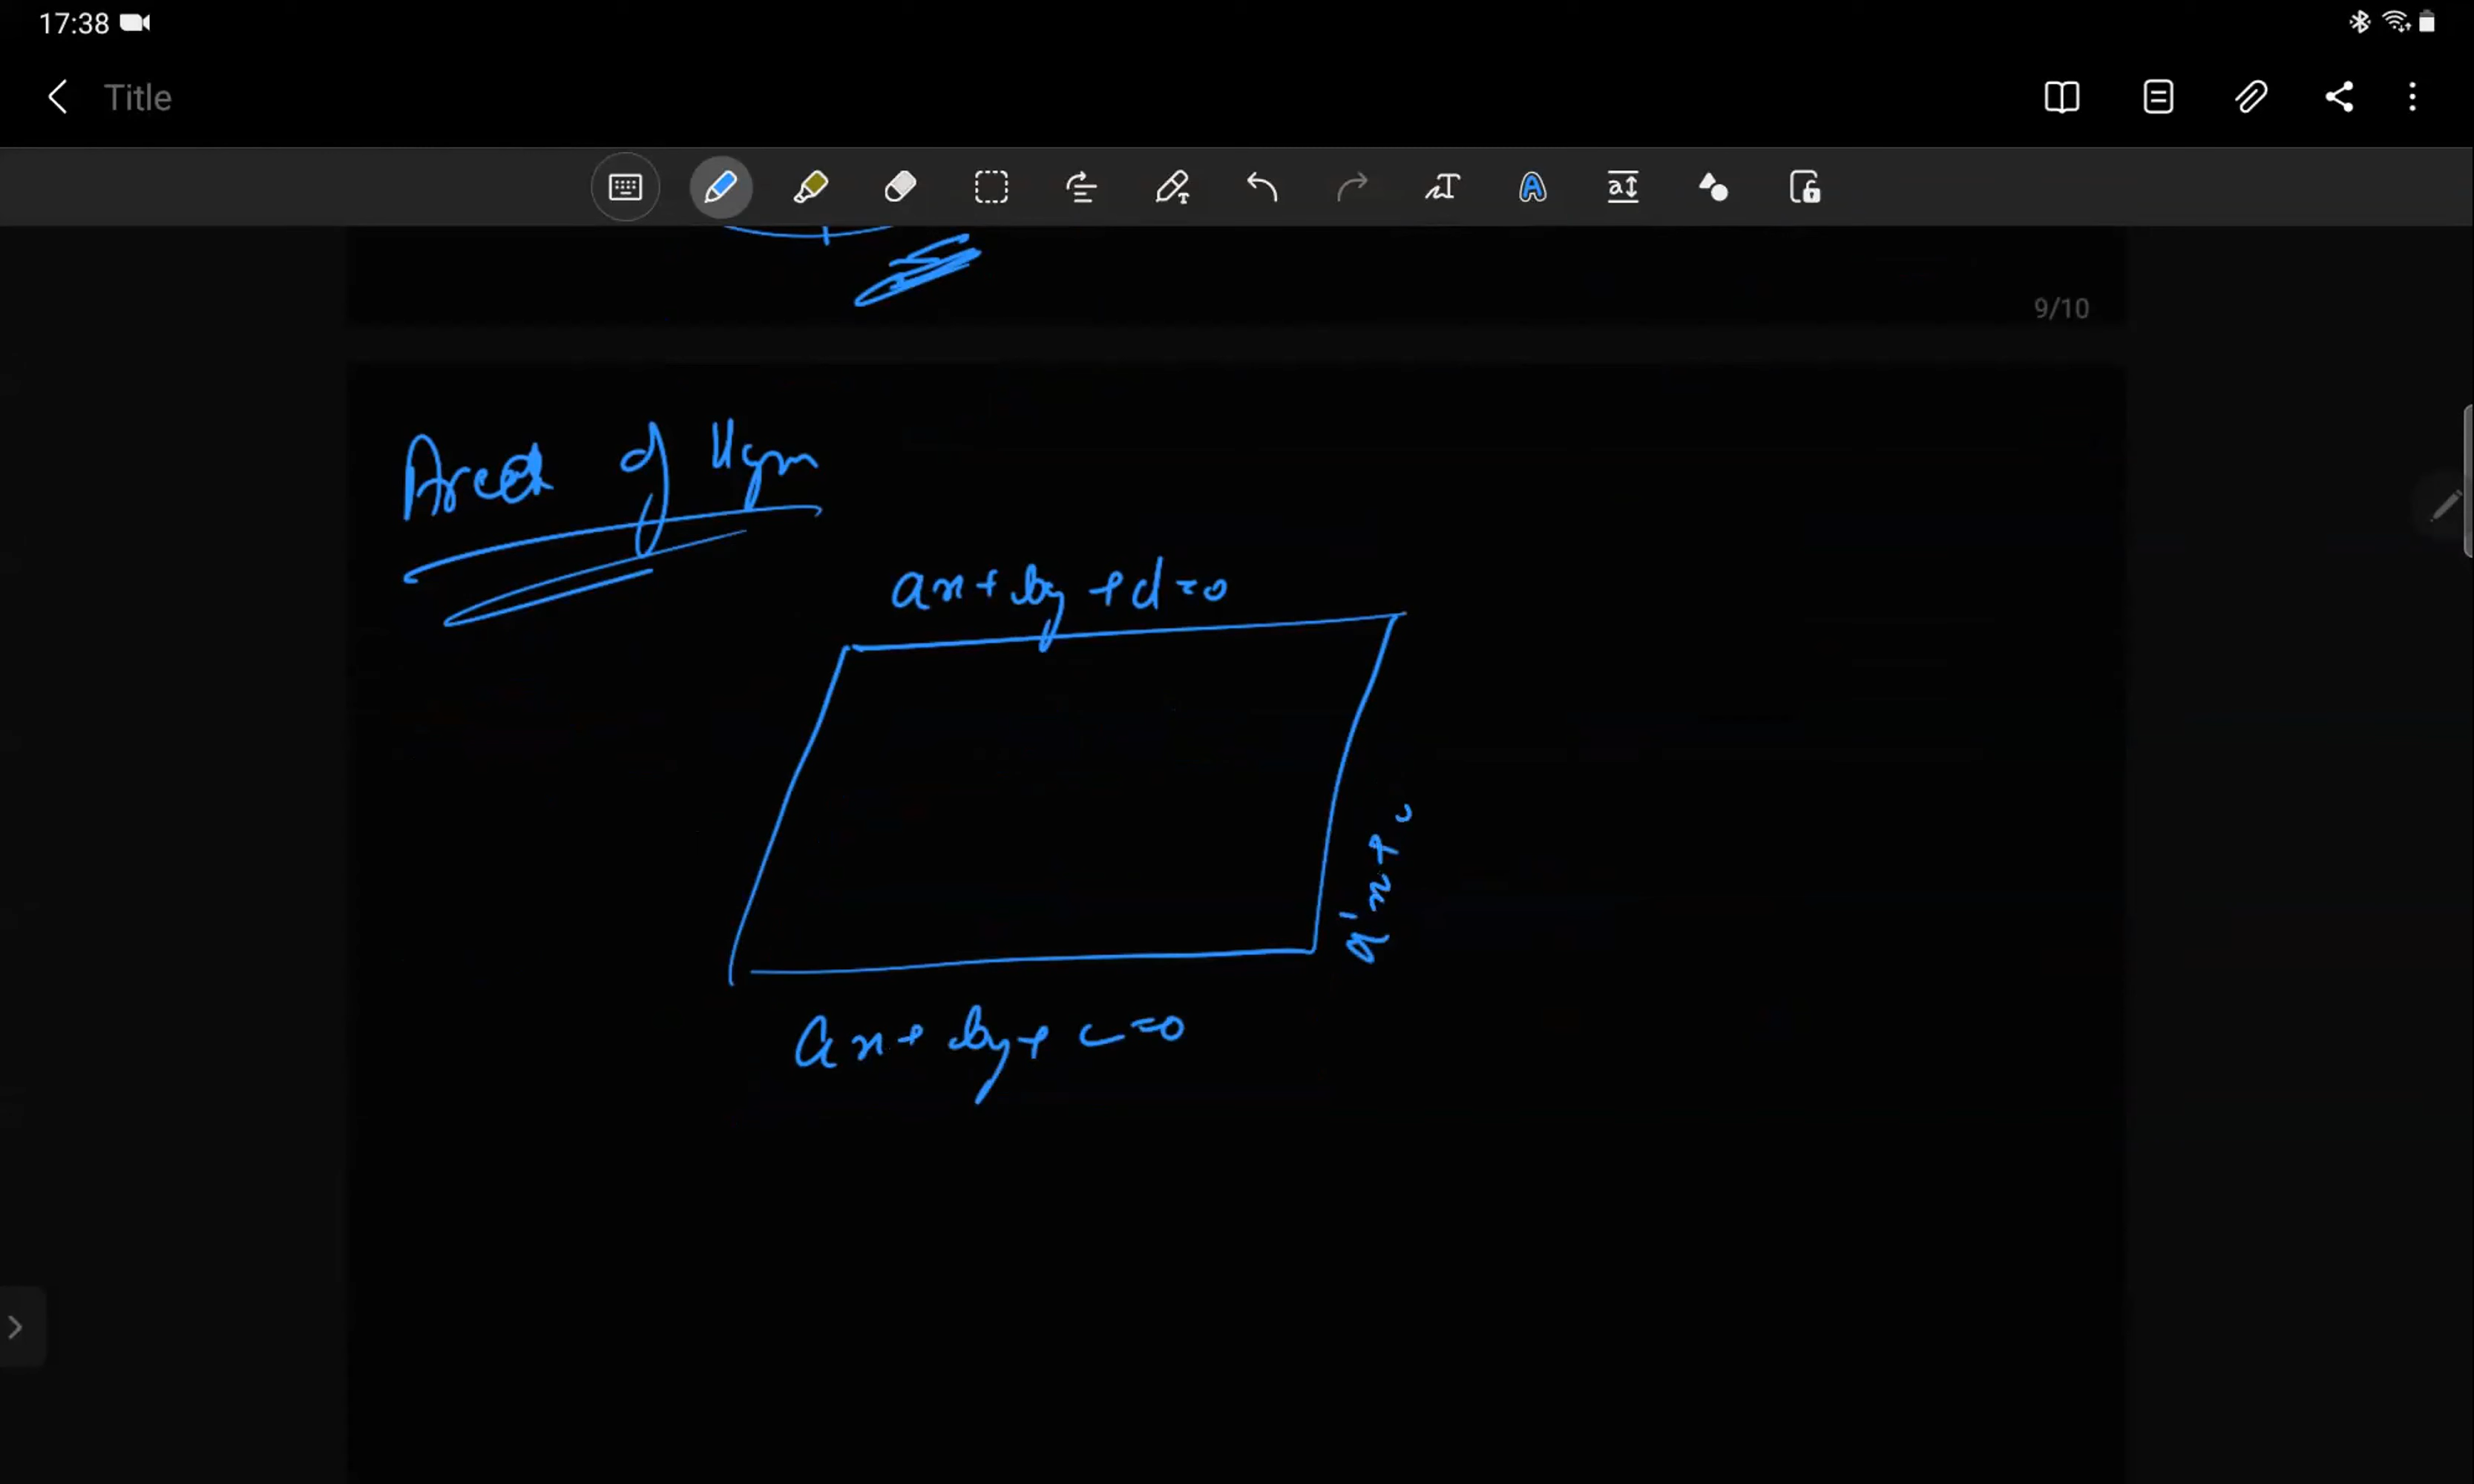 17:38
Title
9/10
Area of ||gm
ax + by + d = 0
a'x +
ax + by + c = 0